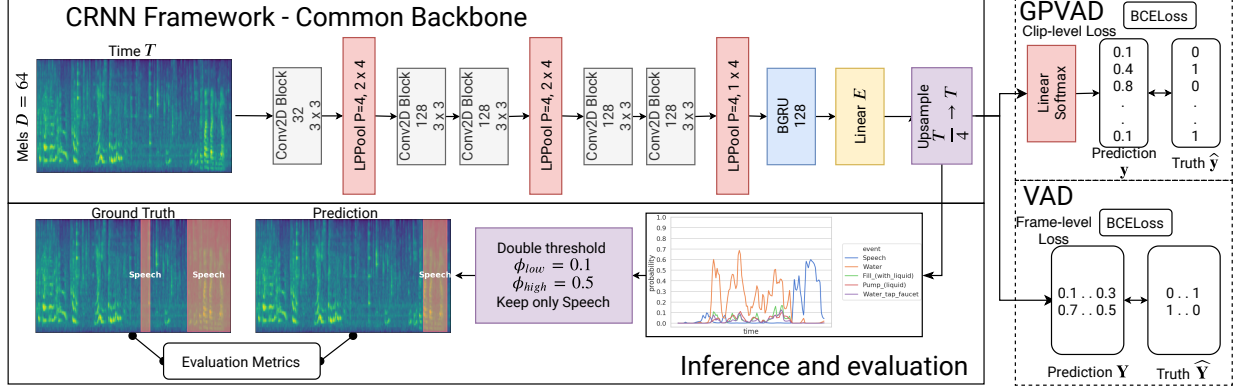 CRNN Framework - Common Backbone
Time T
Mels D = 64
Conv2D Block
32
3 x 3
LPPool P=4, 2 x 4
Conv2D Block
128
3 x 3
Conv2D Block
128
3 x 3
LPPool P=4, 2 x 4
Conv2D Block
128
3 x 3
Conv2D Block
128
3 x 3
LPPool P=4, 1 x 4
BGRU
128
Linear E
Upsample
T/4 → T
GPVAD
BCELoss
Clip-level Loss
Linear
Softmax
0.1
0.4
0.8
.
.
0.1
Prediction
y
0
1
0
.
.
1
Truth ŷ
VAD
Frame-level
Loss
BCELoss
0.1 . . 0.3
0.7 . . 0.5
Prediction Y
0 . . 1
1 . . 0
Truth Ŷ
Ground Truth
Speech
Speech
Prediction
Speech
Evaluation Metrics
Double threshold
ϕlow = 0.1
ϕhigh = 0.5
Keep only Speech
probability
1.0
0.9
0.8
0.7
0.6
0.5
0.4
0.3
0.2
0.1
0.0
time
event
Speech
Water
Fill_(with_liquid)
Pump_(liquid)
Water_tap_faucet
Inference and evaluation